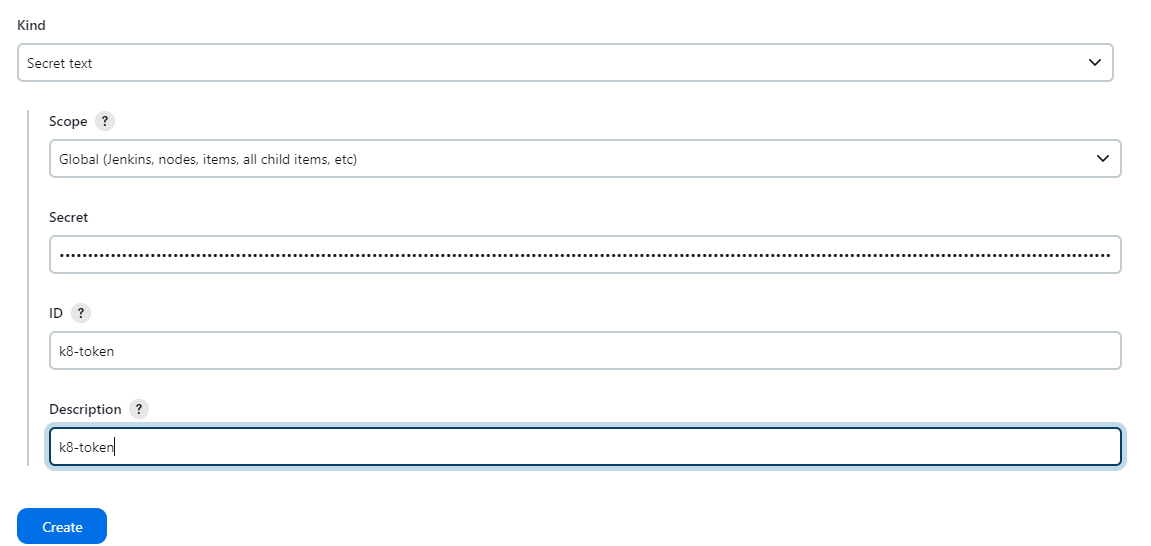 Kind
Secret text
Scope ?
Global (Jenkins, nodes, items, all child items, etc)
Secret
ID ?
k8-token
Description ?
k8-token
Create